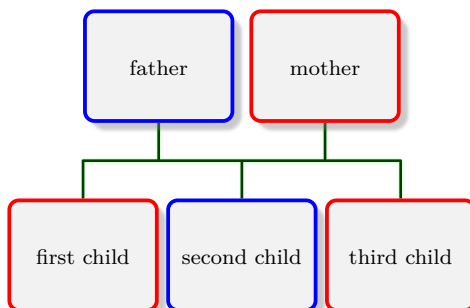 father
mother
first child
second child
third child